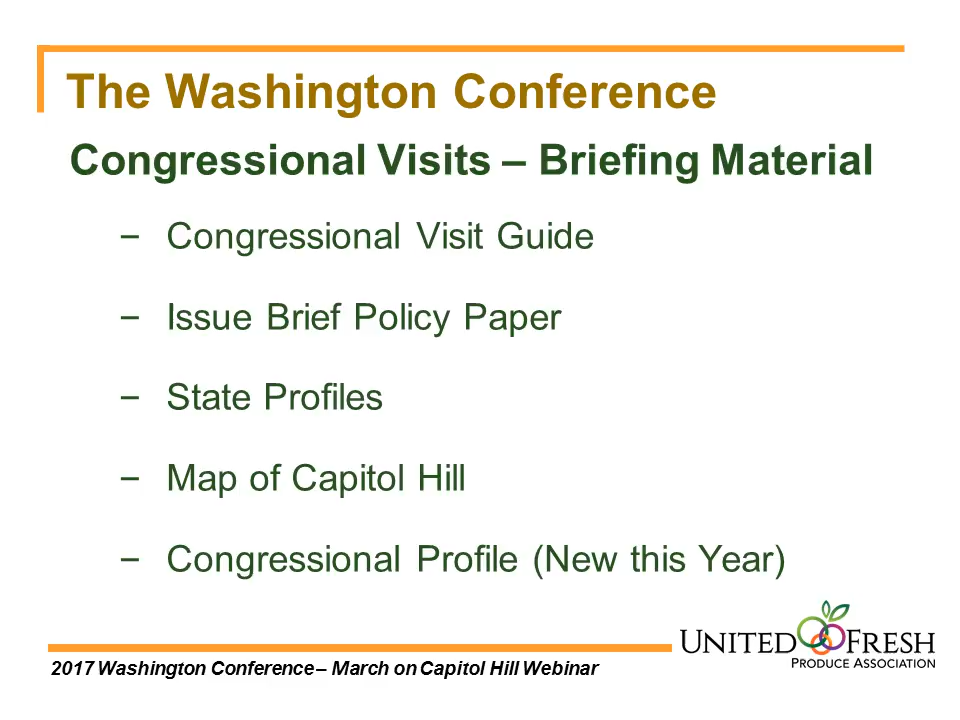 The Washington Conference
Congressional Visits – Briefing Material
– Congressional Visit Guide
– Issue Brief Policy Paper
– State Profiles
– Map of Capitol Hill
– Congressional Profile (New this Year)
UNITED FRESH
PRODUCE ASSOCIATION
2017 Washington Conference – March on Capitol Hill Webinar